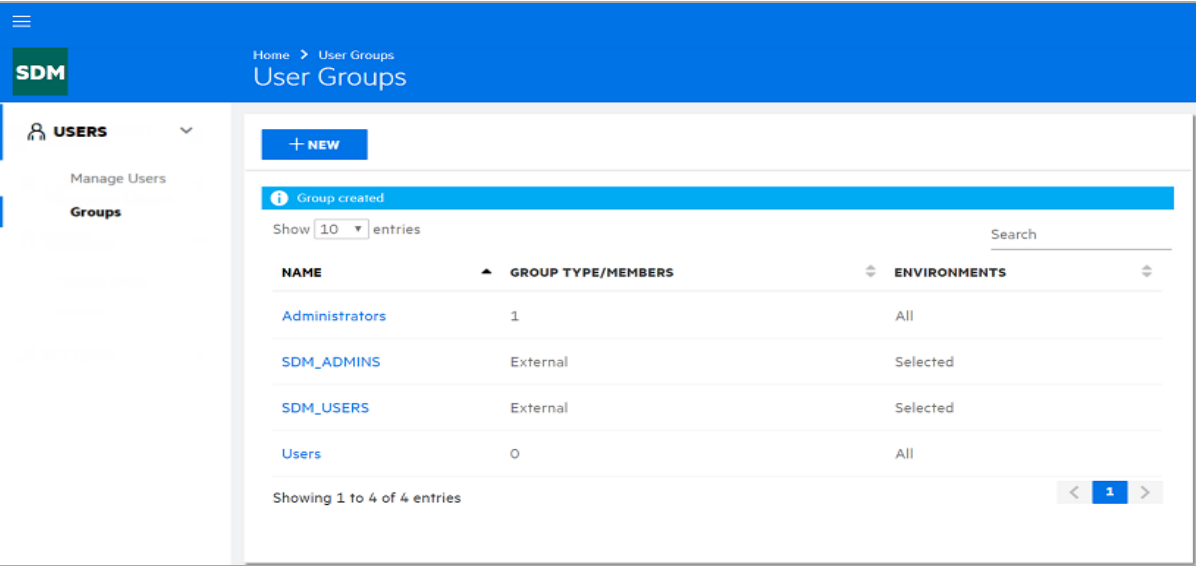 Home > User Groups
SDM
User Groups
USERS
+ NEW
Manage Users
Groups
Group created
Show 10 entries
Search
NAME GROUP TYPE/MEMBERS ENVIRONMENTS
Administrators 1 All
SDM_ADMINS External Selected
SDM_USERS External Selected
Users 0 All
Showing 1 to 4 of 4 entries
< 1 >